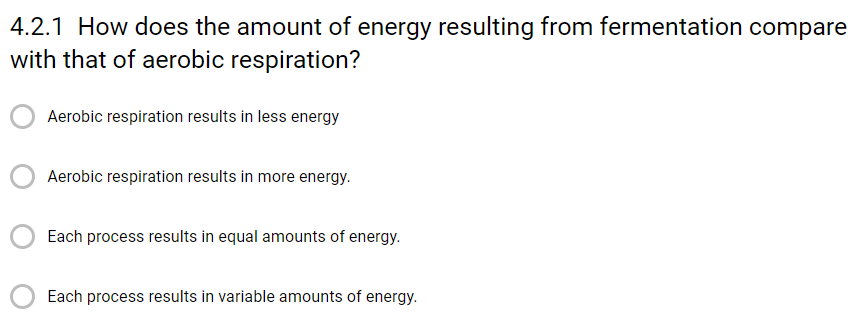 4.2.1 How does the amount of energy resulting from fermentation compare
with that of aerobic respiration?
Aerobic respiration results in less energy
Aerobic respiration results in more energy.
Each process results in equal amounts of energy.
Each process results in variable amounts of energy.